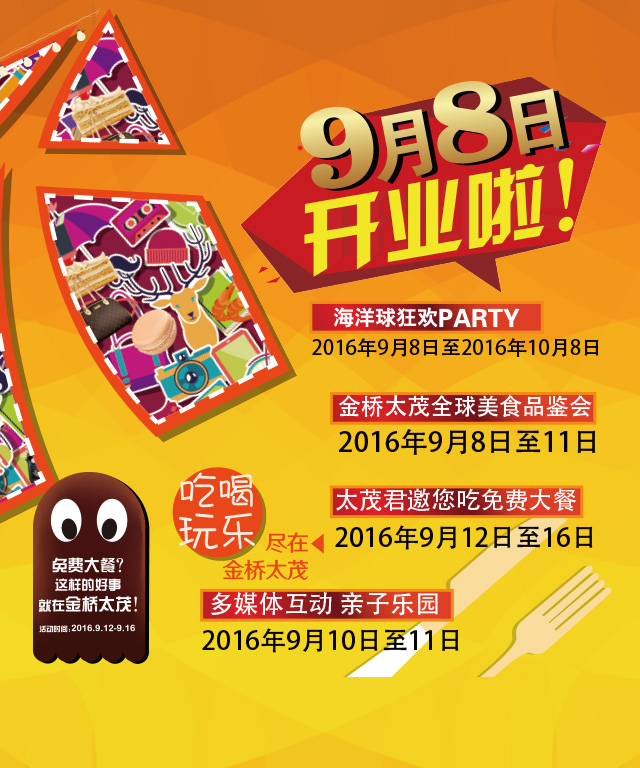 9月8日
开业啦!
海洋球狂欢PARTY
2016年9月8日至2016年10月8日
金桥太茂全球美食品鉴会
2016年9月8日至11日
太茂君邀您吃免费大餐
2016年9月12日至16日
吃喝
玩乐
尽在
金桥太茂
多媒体互动 亲子乐园
2016年9月10日至11日
免费大餐?
这样的好事
就在金桥太茂!
活动时间:2016.9.12-9.16